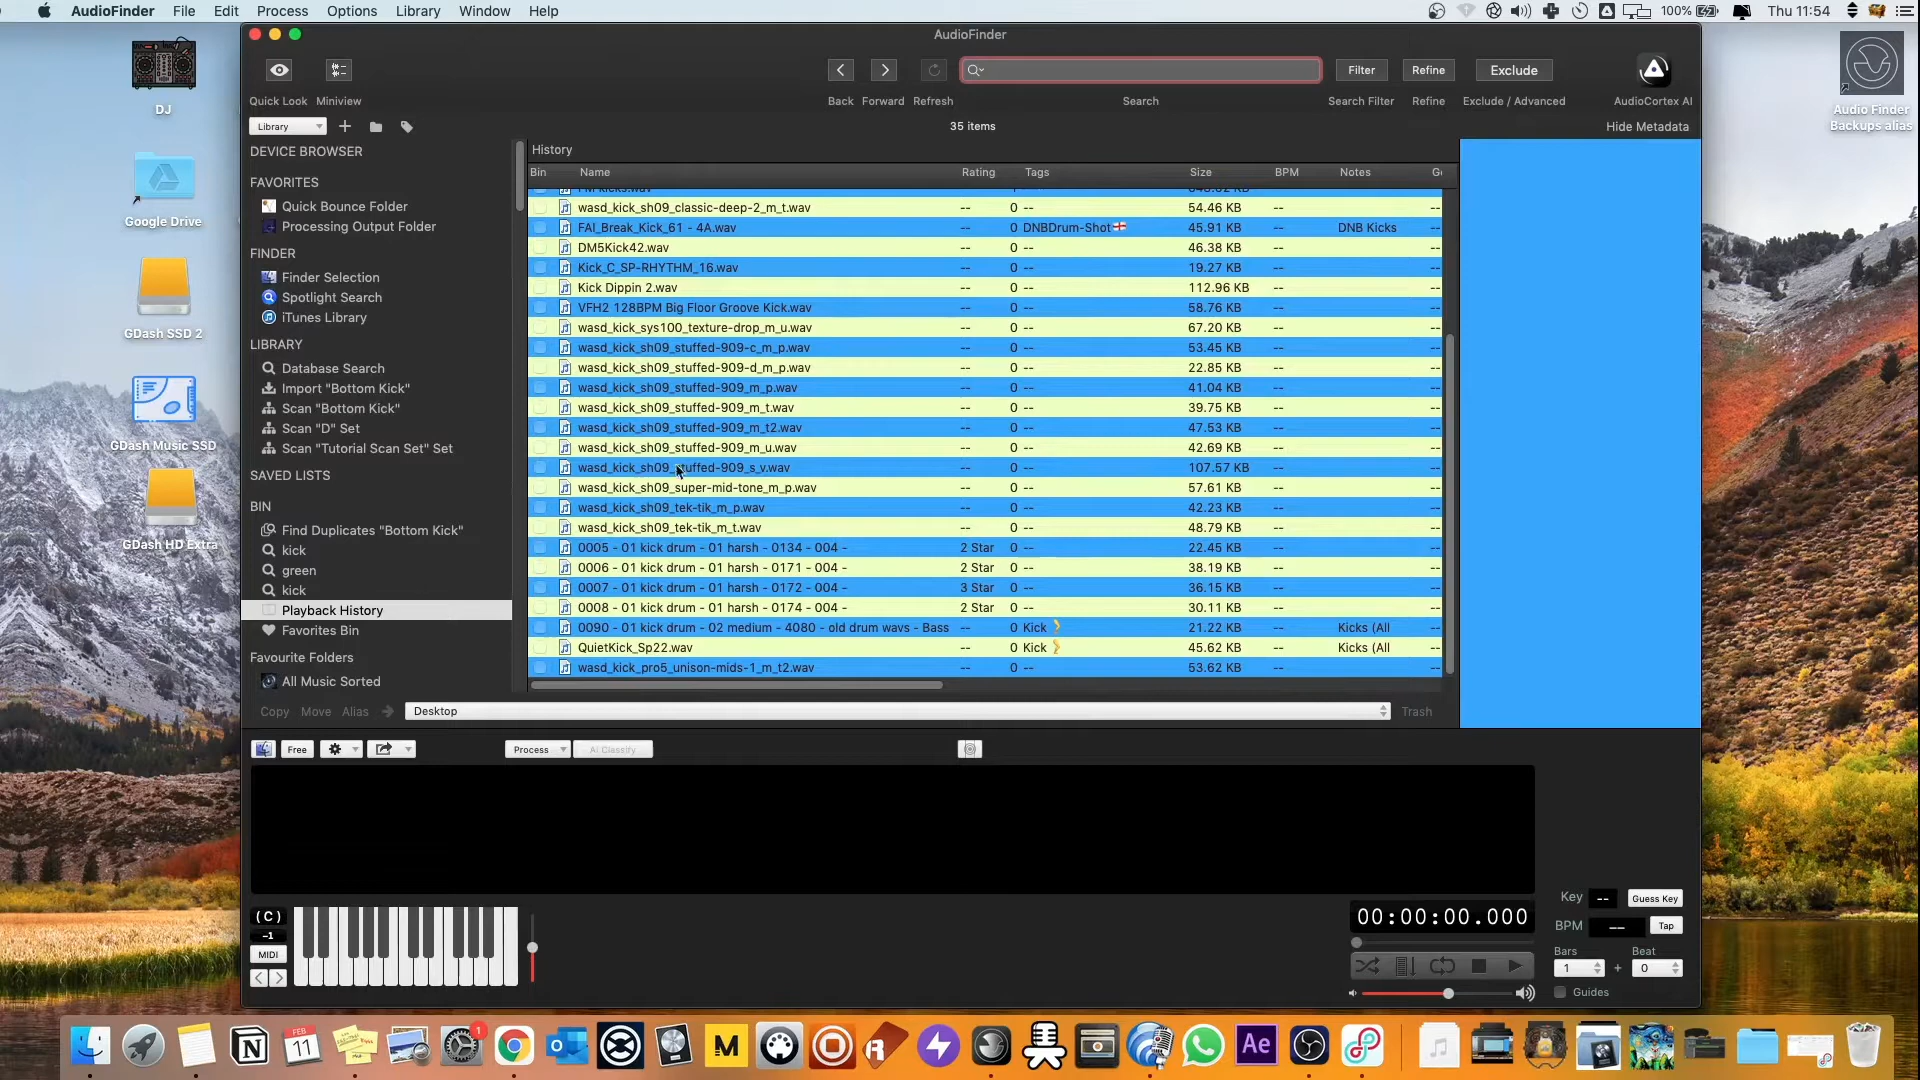 AudioFinder File Edit Process Options Library Window Help 100% Thu 11:54
AudioFinder
Filter Refine Exclude
Quick Look Miniview Back Forward Refresh Search Search Filter Refine Exclude / Advanced AudioCortex AI
Library 35 items Hide Metadata
DEVICE BROWSER
FAVORITES
Quick Bounce Folder
Processing Output Folder
FINDER
Finder Selection
Spotlight Search
iTunes Library
LIBRARY
Database Search
Import "Bottom Kick"
Scan "Bottom Kick"
Scan "D" Set
Scan "Tutorial Scan Set" Set
SAVED LISTS
BIN
Find Duplicates "Bottom Kick"
kick
green
kick
Playback History
Favorites Bin
Favourite Folders
All Music Sorted
History
Bin Name Rating Tags Size BPM Notes
wasd_kick_sh09_classic-deep-2_m_t.wav -- 0 -- 54.46 KB -- --
FAI_Break_Kick_61 - 4A.wav -- 0 DNBDrum-Shot🏴󠁧󠁢󠁥󠁮󠁧󠁿 45.91 KB -- DNB Kicks --
DM5Kick42.wav -- 0 -- 46.38 KB -- --
Kick_C_SP-RHYTHM_16.wav -- 0 -- 19.27 KB -- --
Kick Dippin 2.wav -- 0 -- 112.96 KB -- --
VFH2 128BPM Big Floor Groove Kick.wav -- 0 -- 58.76 KB -- --
wasd_kick_sys100_texture-drop_m_u.wav -- 0 -- 67.20 KB -- --
wasd_kick_sh09_stuffed-909-c_m_p.wav -- 0 -- 53.45 KB -- --
wasd_kick_sh09_stuffed-909-d_m_p.wav -- 0 -- 22.85 KB -- --
wasd_kick_sh09_stuffed-909_m_p.wav -- 0 -- 41.04 KB -- --
wasd_kick_sh09_stuffed-909_m_t.wav -- 0 -- 39.75 KB -- --
wasd_kick_sh09_stuffed-909_m_t2.wav -- 0 -- 47.53 KB -- --
wasd_kick_sh09_stuffed-909_m_u.wav -- 0 -- 42.69 KB -- --
wasd_kick_sh09_stuffed-909_s_v.wav -- 0 -- 107.57 KB -- --
wasd_kick_sh09_super-mid-tone_m_p.wav -- 0 -- 57.61 KB -- --
wasd_kick_sh09_tek-tik_m_p.wav -- 0 -- 42.23 KB -- --
wasd_kick_sh09_tek-tik_m_t.wav -- 0 -- 48.79 KB -- --
0005 - 01 kick drum - 01 harsh - 0134 - 004 - 2 Star 0 -- 22.45 KB -- --
0006 - 01 kick drum - 01 harsh - 0171 - 004 - 2 Star 0 -- 38.19 KB -- --
0007 - 01 kick drum - 01 harsh - 0172 - 004 - 3 Star 0 -- 36.15 KB -- --
0008 - 01 kick drum - 01 harsh - 0174 - 004 - 2 Star 0 -- 30.11 KB -- --
0090 - 01 kick drum - 02 medium - 4080 - old drum wavs - Bass -- 0 Kick 21.22 KB -- Kicks (All --
QuietKick_Sp22.wav -- 0 Kick 45.62 KB -- Kicks (All --
wasd_kick_pro5_unison-mids-1_m_t2.wav -- 0 -- 53.62 KB -- --
Copy Move Alias Desktop Trash
Free Process AI Classify
(C)
-1
MIDI
00:00:00.000
Key -- Guess Key
BPM -- Tap
Bars Beat
1 + 0
Guides
DJ
Google Drive
GDash SSD 2
GDash Music SSD
GDash HD Extra
Audio Finder
Backups alias
FEB
11
1
M
Ae